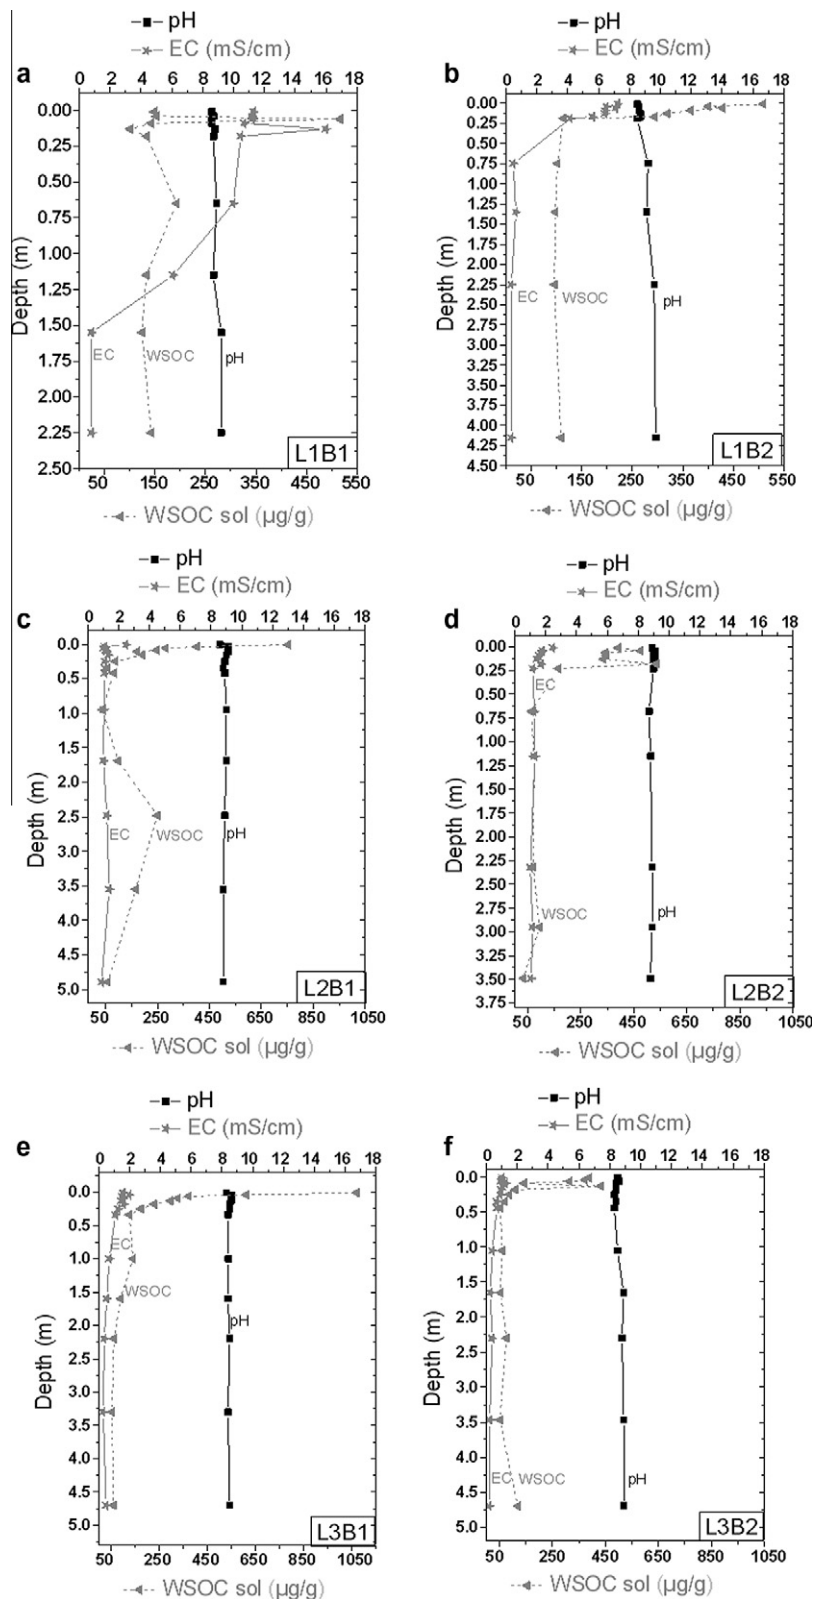 pH
EC (mS/cm)
a
0 2 4 6 8 10 12 14 16 18
0.00
0.25
0.50
0.75
1.00
1.25
1.50
1.75
2.00
2.25
2.50
Depth (m)
EC
WSOC
pH
L1B1
50 150 250 350 450 550
WSOC sol (µg/g)
pH
EC (mS/cm)
b
0 2 4 6 8 10 12 14 16 18
0.00
0.25
0.75
1.00
1.25
1.50
1.75
2.00
2.25
2.50
2.75
3.00
3.25
3.50
3.75
4.00
4.25
4.50
Depth (m)
EC
WSOC
pH
L1B2
50 150 250 350 450 550
WSOC sol (µg/g)
pH
EC (mS/cm)
c
0 2 4 6 8 10 12 14 16 18
0.0
0.5
1.0
1.5
2.0
2.5
3.0
3.5
4.0
4.5
5.0
Depth (m)
EC
WSOC
pH
L2B1
50 250 450 650 850 1050
WSOC sol (µg/g)
pH
EC (mS/cm)
d
0 2 4 6 8 10 12 14 16 18
0.00
0.25
0.50
0.75
1.00
1.25
1.50
1.75
2.00
2.25
2.50
2.75
3.00
3.25
3.50
3.75
Depth (m)
EC
WSOC
pH
L2B2
50 250 450 650 850 1050
WSOC sol (µg/g)
pH
EC (mS/cm)
e
0 2 4 6 8 10 12 14 16 18
0.0
0.5
1.0
1.5
2.0
2.5
3.0
3.5
4.0
4.5
5.0
Depth (m)
EC
WSOC
pH
L3B1
50 250 450 650 850 1050
WSOC sol (µg/g)
pH
EC (mS/cm)
f
0 2 4 6 8 10 12 14 16 18
0.0
0.5
1.0
1.5
2.0
2.5
3.0
3.5
4.0
4.5
5.0
Depth (m)
EC
WSOC
pH
L3B2
50 250 450 650 850 1050
WSOC sol (µg/g)